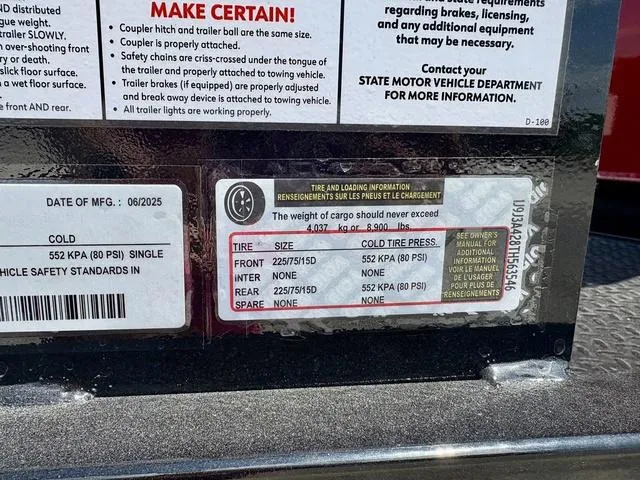 ND distributed
gue weight.
trailer SLOWLY.
n over-shooting front
ry or death.
slick floor surface.
n a wet floor surface.
e front AND rear.
MAKE CERTAIN!
• Coupler hitch and trailer ball are the same size.
• Coupler is properly attached.
• Safety chains are criss-crossed under the tongue of
the trailer and properly attached to towing vehicle.
• Trailer brakes (if equipped) are properly adjusted
and break away device is attached to towing vehicle.
• All trailer lights are working properly.
and state requirements
regarding brakes, licensing,
and any additional equipment
that may be necessary.
Contact your
STATE MOTOR VEHICLE DEPARTMENT
FOR MORE INFORMATION.
D-100
DATE OF MFG. : 06/2025
COLD
552 KPA (80 PSI) SINGLE
HICLE SAFETY STANDARDS IN
TIRE AND LOADING INFORMATION
RENSEIGNEMENTS SUR LES PNEUS ET LE CHARGEMENT
The weight of cargo should never exceed
4,037 kg or 8,900 lbs.
TIRE SIZE COLD TIRE PRESS.
FRONT 225/75/15D 552 KPA (80 PSI)
INTER NONE NONE
REAR 225/75/15D 552 KPA (80 PSI)
SPARE NONE NONE
SEE OWNER'S
MANUAL FOR
ADDITIONAL
INFORMATION
VOIR LE MANUEL
DE L'USAGER
POUR PLUS DE
RENSEIGNEMENTS